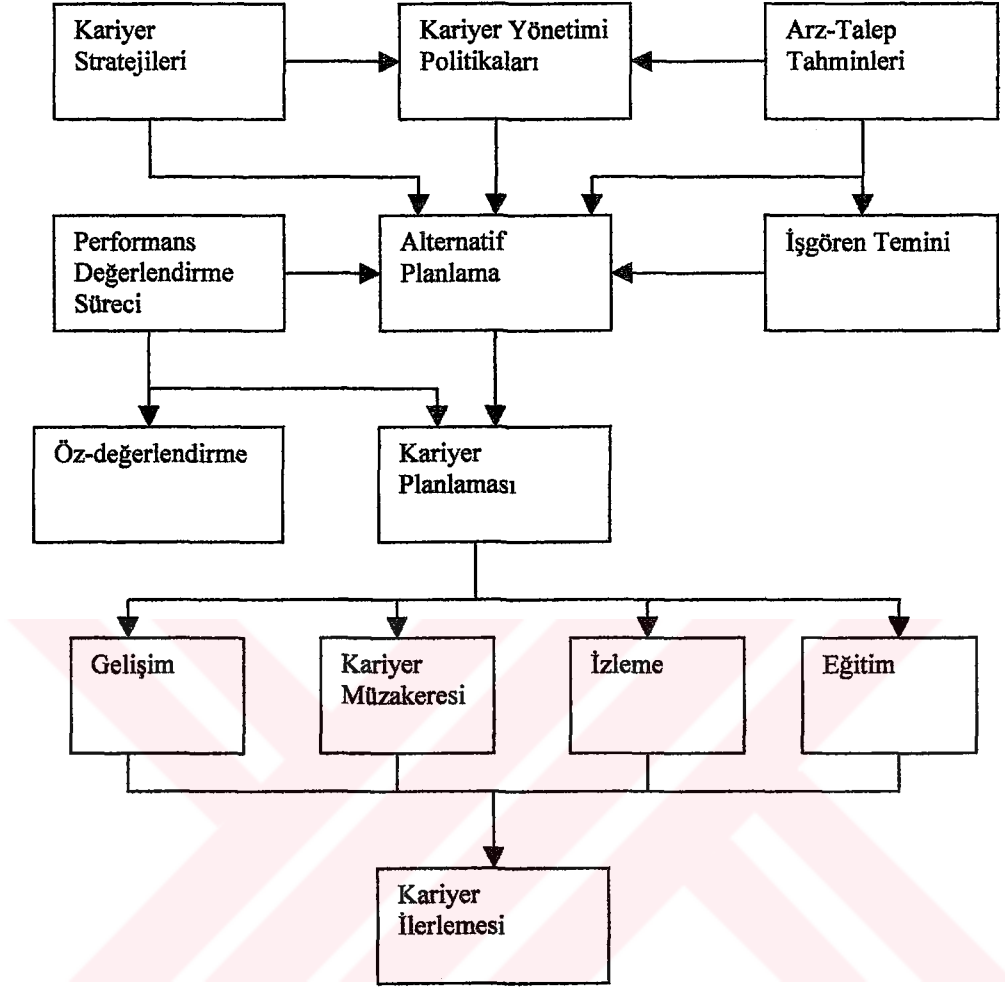 Kariyer
Stratejileri
Kariyer Yönetimi
Politikaları
Arz-Talep
Tahminleri
Performans
Değerlendirme
Süreci
Alternatif
Planlama
İşgören Temini
Öz-değerlendirme
Kariyer
Planlaması
Gelişim
Kariyer
Müzakeresi
İzleme
Eğitim
Kariyer
İlerlemesi